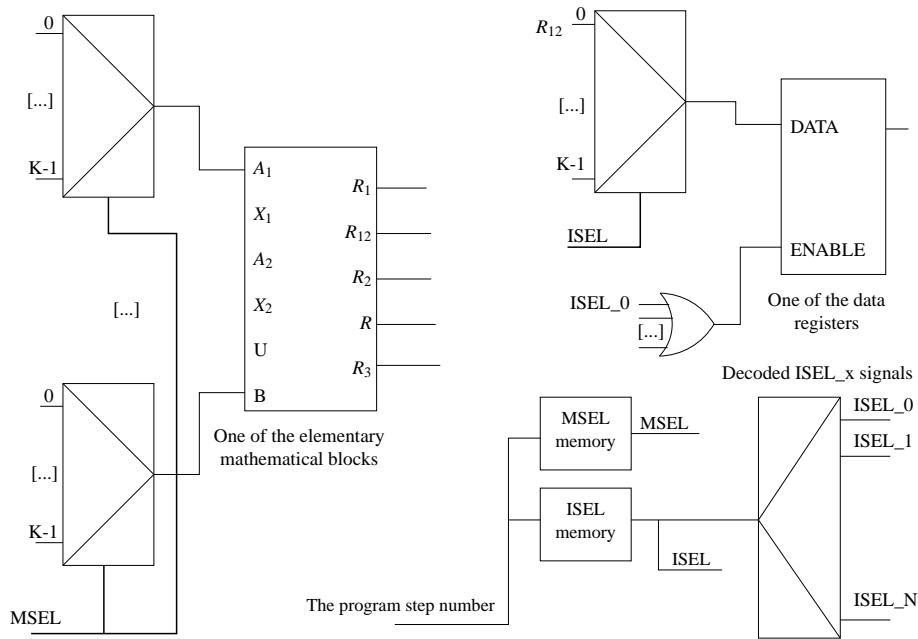 0
[...]
K-1
A1
X1
A2
X2
U
B
R1
R12
R2
R
R3
[...]
0
[...]
K-1
MSEL
One of the elementary
mathematical blocks
R12
0
[...]
K-1
ISEL
DATA
ENABLE
ISEL_0
[...]
One of the data
registers
Decoded ISEL_x signals
MSEL
memory
MSEL
ISEL
memory
ISEL
ISEL_0
ISEL_1
ISEL_N
The program step number